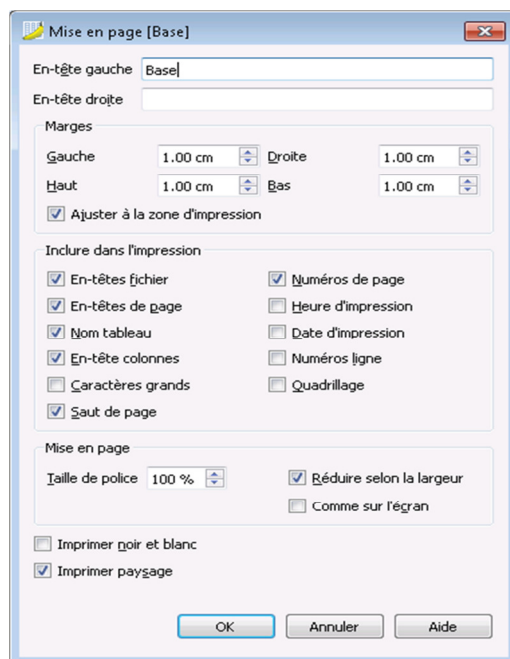 Mise en page [Base]
En-tête gauche Base
En-tête droite
Marges
Gauche 1.00 cm Droite 1.00 cm
Haut 1.00 cm Bas 1.00 cm
Ajuster à la zone d'impression
Inclure dans l'impression
En-têtes fichier Numéros de page
En-têtes de page Heure d'impression
Nom tableau Date d'impression
En-tête colonnes Numéros ligne
Caractères grands Quadrillage
Saut de page
Mise en page
Taille de police 100 % Réduire selon la largeur
Comme sur l'écran
Imprimer noir et blanc
Imprimer paysage
OK Annuler Aide